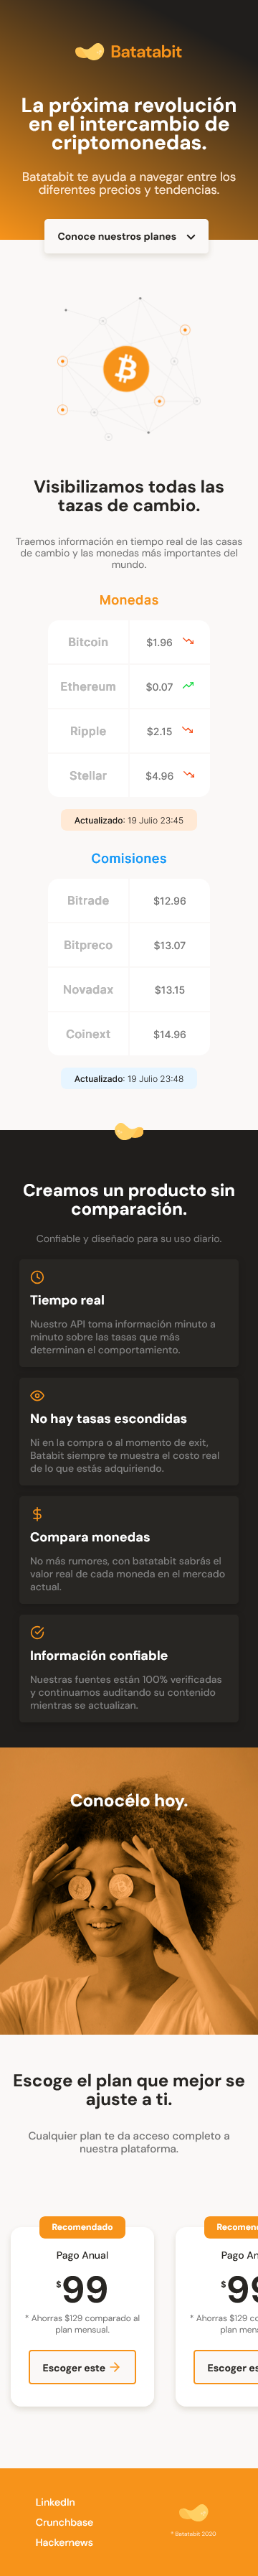 Batatabit
La próxima revolución
en el intercambio de
criptomonedas.
Batatabit te ayuda a navegar entre los
diferentes precios y tendencias.
Conoce nuestros planes
Visibilizamos todas las
tazas de cambio.
Traemos información en tiempo real de las casas
de cambio y las monedas más importantes del
mundo.
Monedas
Bitcoin $1.96
Ethereum $0.07
Ripple $2.15
Stellar $4.96
Actualizado: 19 Julio 23:45
Comisiones
Bitrade $12.96
Bitpreco $13.07
Novadax $13.15
Coinext $14.96
Actualizado: 19 Julio 23:48
Creamos un producto sin
comparación.
Confiable y diseñado para su uso diario.
Tiempo real
Nuestro API toma información minuto a
minuto sobre las tasas que más
determinan el comportamiento.
No hay tasas escondidas
Ni en la compra o al momento de exit,
Batabit siempre te muestra el costo real
de lo que estás adquiriendo.
Compara monedas
No más rumores, con batatabit sabrás el
valor real de cada moneda en el mercado
actual.
Información confiable
Nuestras fuentes están 100% verificadas
y continuamos auditando su contenido
mientras se actualizan.
Conocélo hoy.
Escoge el plan que mejor se
ajuste a ti.
Cualquier plan te da acceso completo a
nuestra plataforma.
Recomendado
Pago Anual
$99
* Ahorras $129 comparado al
plan mensual.
Escoger este
Recomen
Pago An
$99
* Ahorras $129 co
plan men
Escoger es
LinkedIn
Crunchbase
Hackernews
® Batatabit 2020